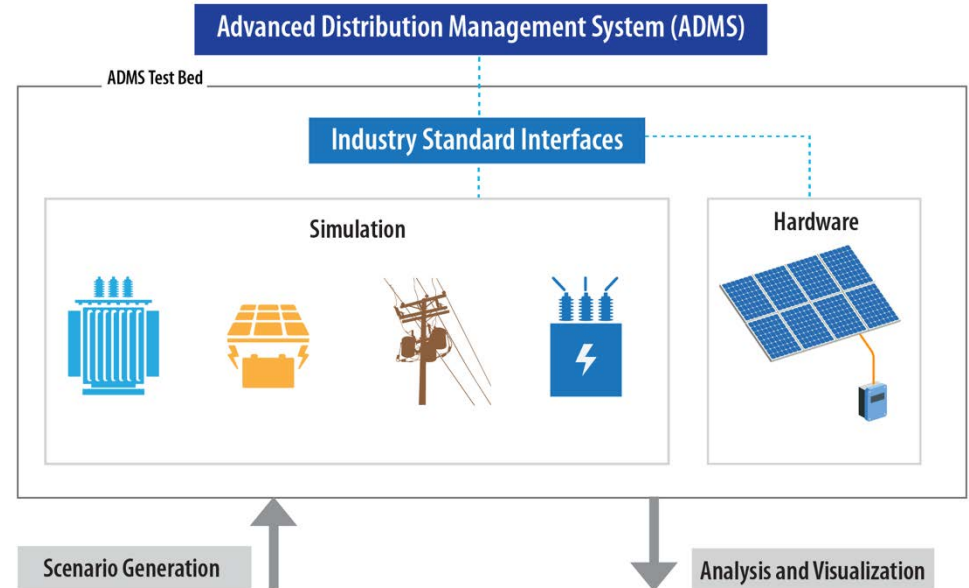 Advanced Distribution Management System (ADMS)
ADMS Test Bed
Industry Standard Interfaces
Simulation
Hardware
Scenario Generation
Analysis and Visualization